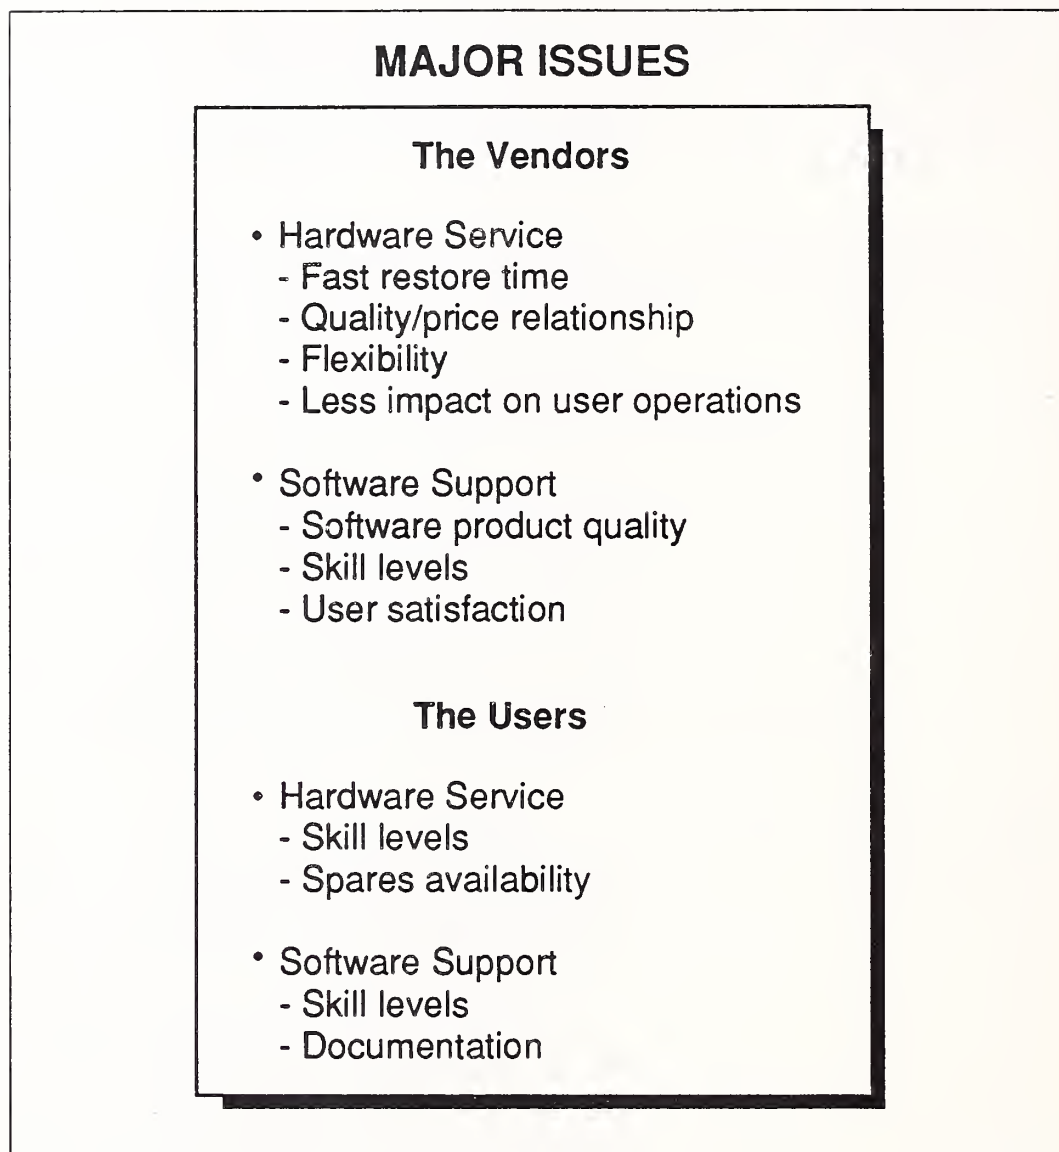 MAJOR ISSUES
The Vendors
• Hardware Service
- Fast restore time
- Quality/price relationship
- Flexibility
- Less impact on user operations
• Software Support
- Software product quality
- Skill levels
- User satisfaction
The Users
• Hardware Service
- Skill levels
- Spares availability
• Software Support
- Skill levels
- Documentation